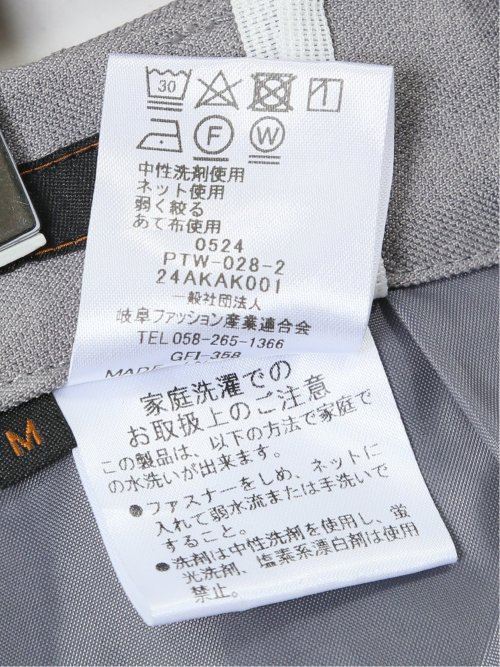 30
F
W
中性洗剤使用
ネット使用
弱く絞る
あて布使用
0524
PTW-028-2
24AKAK001
一般社団法人
岐阜ファッション産業連合会
TEL 058-265-1366
GFI-358
家庭洗濯での
お取扱上のご注意
この製品は、以下の方法で家庭で
の水洗いが出来ます。
●ファスナーをしめ、ネットに
入れて弱水流または手洗いで
すること。
●洗剤は中性洗剤を使用し、蛍
光洗剤、塩素系漂白剤は使用
禁止。
M